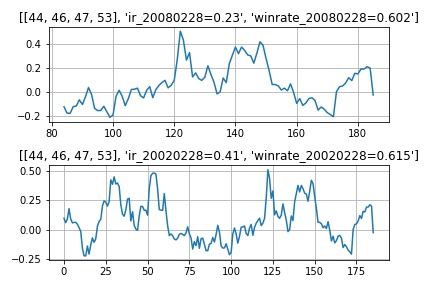 [[44, 46, 47, 53], 'ir_20080228=0.23', 'winrate_20080228=0.602']
0.4
0.2
0.0
−0.2
80 100 120 140 160 180
[[44, 46, 47, 53], 'ir_20020228=0.41', 'winrate_20020228=0.615']
0.50
0.25
0.00
−0.25
0 25 50 75 100 125 150 175